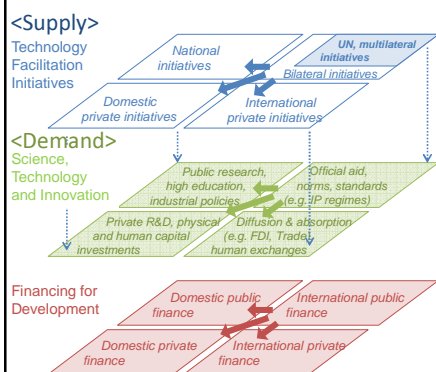 <Supply>
Technology
Facilitation
Initiatives
National
initiatives
UN, multilateral
initiatives
Bilateral initiatives
Domestic
private initiatives
International
private initiatives
<Demand>
Science,
Technology
and Innovation
Public research,
high education,
industrial policies
Official aid,
norms, standards
(e.g. IP regimes)
Private R&D, physical
and human capital
investments
Diffusion & absorption
(e.g. FDI, Trade,
human exchanges
Financing for
Development
Domestic public
finance
International public
finance
Domestic private
finance
International private
finance